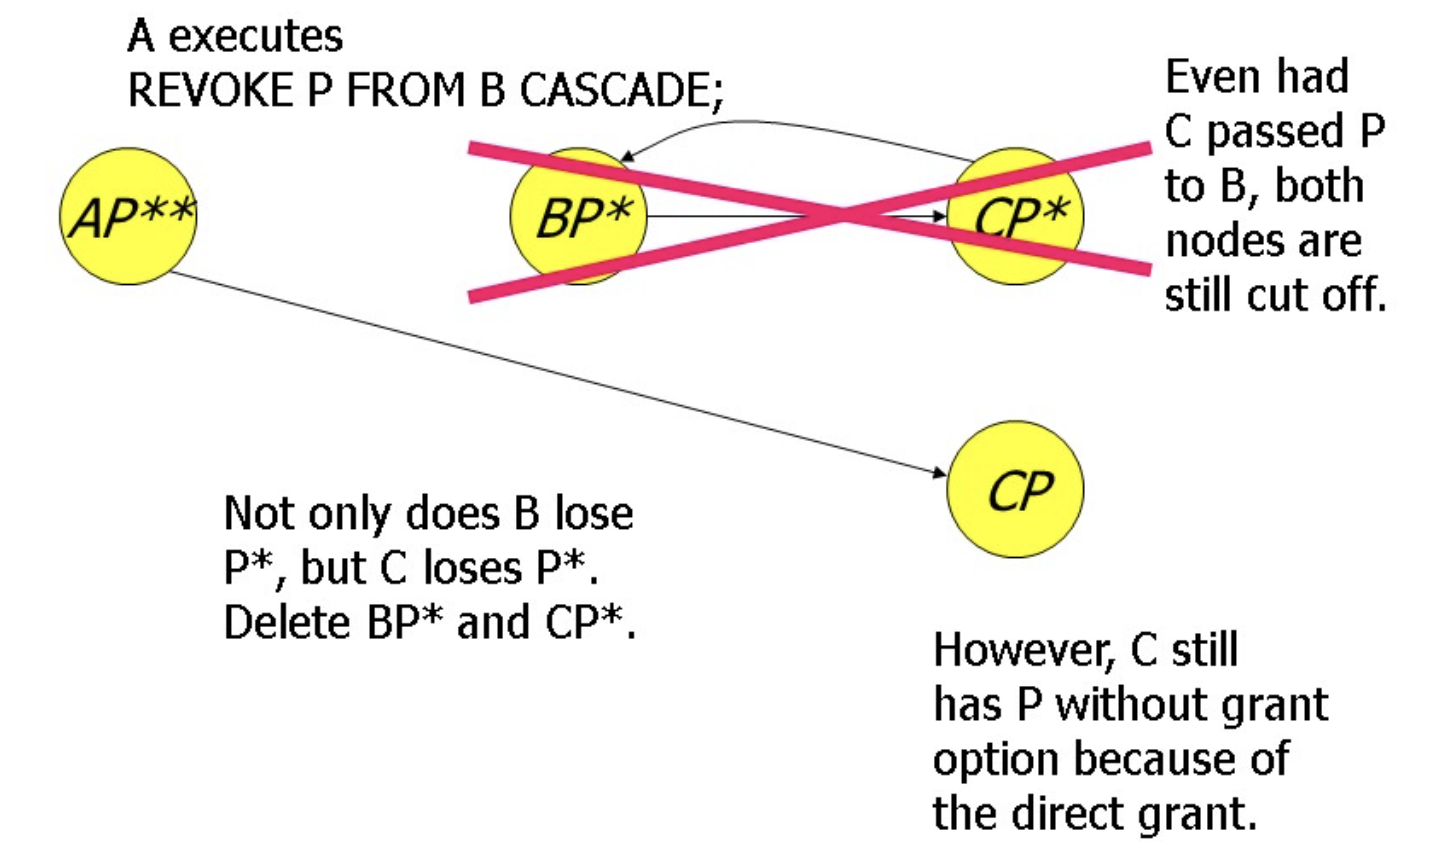 A executes
REVOKE P FROM B CASCADE;
Even had
C passed P
to B, both
nodes are
still cut off.
AP**
BP*
CP*
CP
Not only does B lose
P*, but C loses P*.
Delete BP* and CP*.
However, C still
has P without grant
option because of
the direct grant.